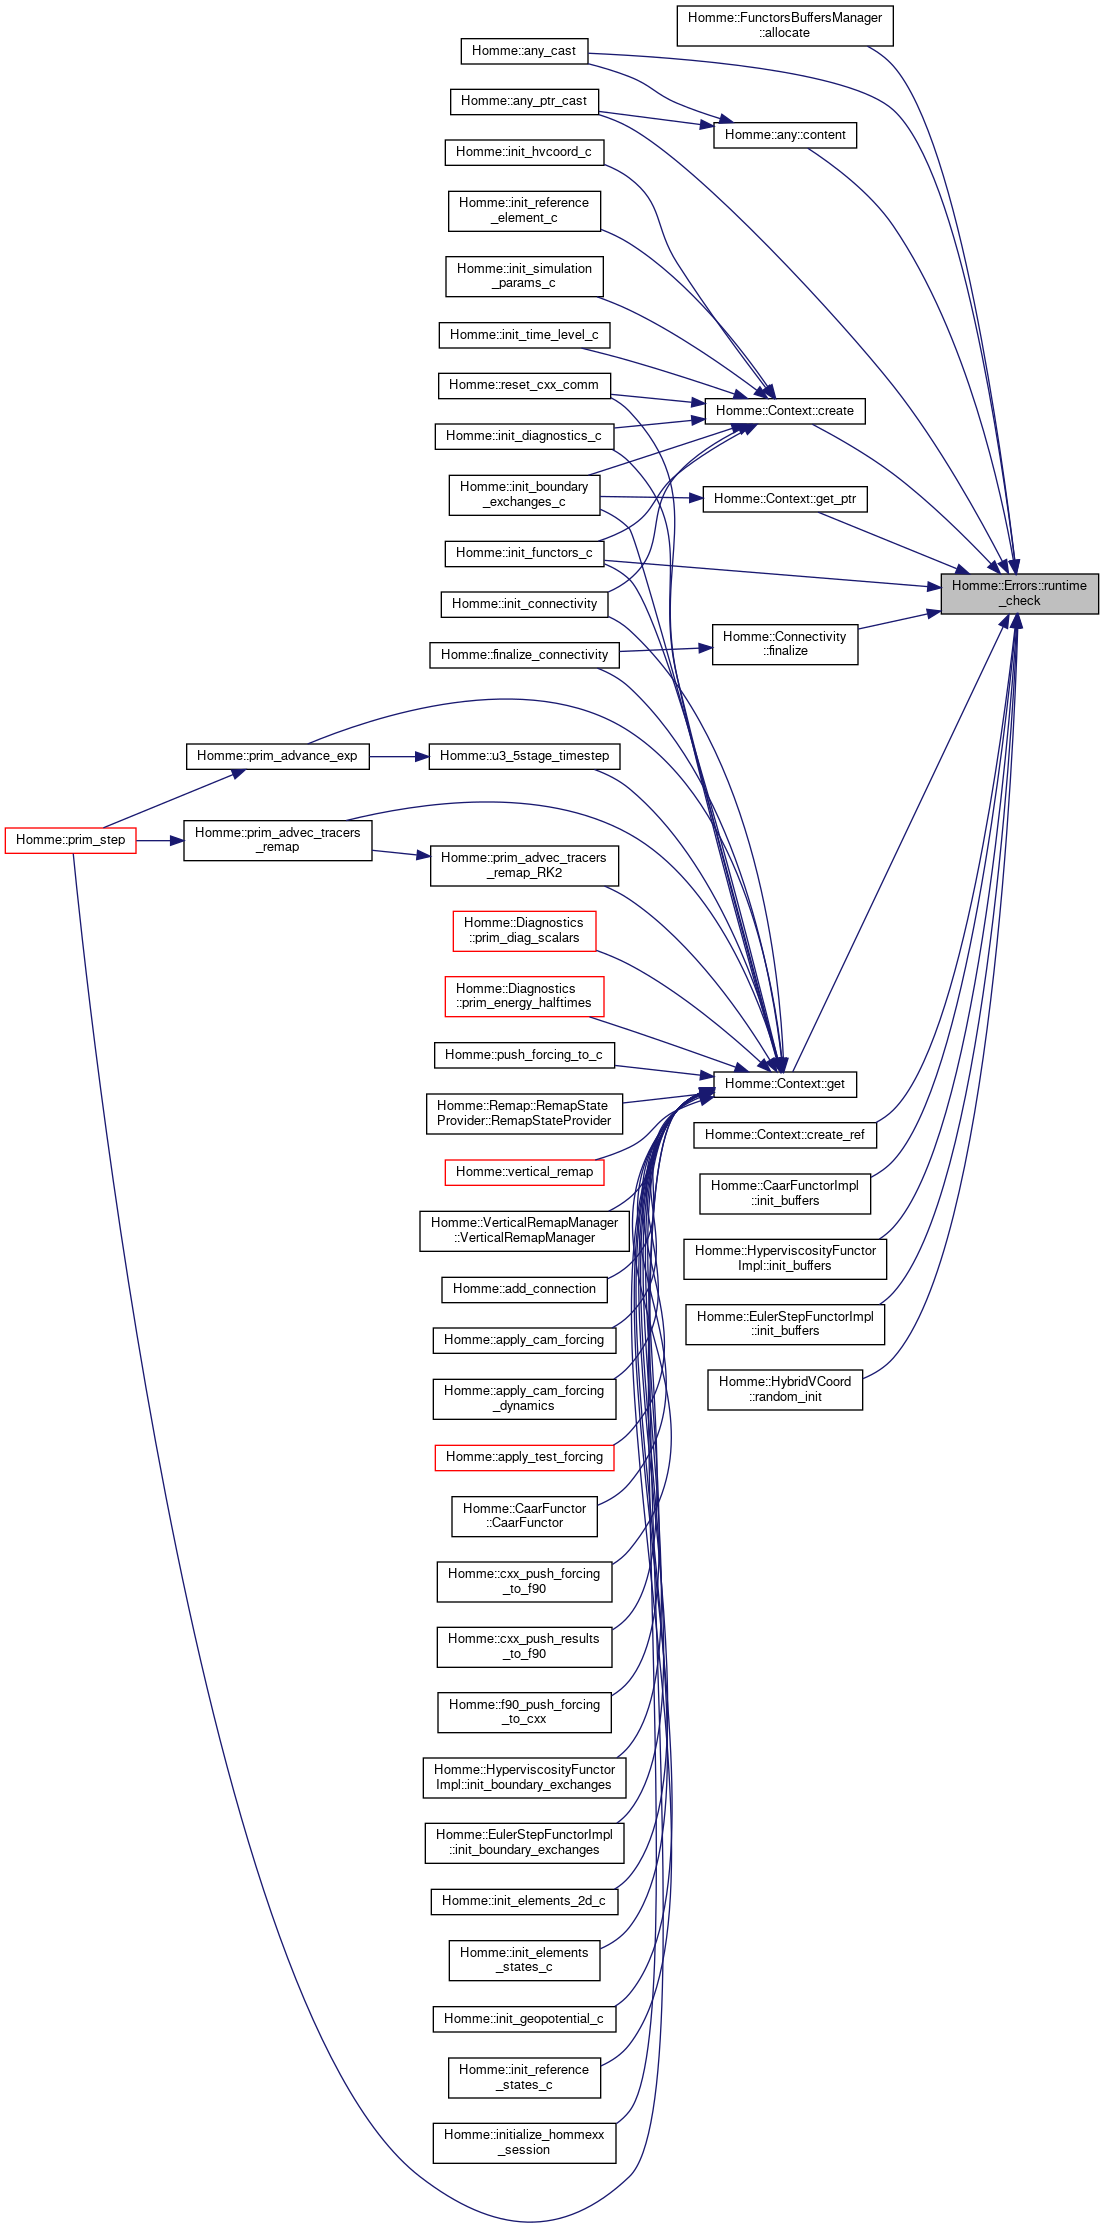 Homme::FunctorsBuffersManager
::allocate
Homme::any_cast
Homme::any_ptr_cast
Homme::any::content
Homme::init_hvcoord_c
Homme::init_reference
_element_c
Homme::init_simulation
_params_c
Homme::init_time_level_c
Homme::reset_cxx_comm
Homme::Context::create
Homme::init_diagnostics_c
Homme::init_boundary
_exchanges_c
Homme::Context::get_ptr
Homme::init_functors_c
Homme::Errors::runtime
_check
Homme::init_connectivity
Homme::Connectivity
::finalize
Homme::finalize_connectivity
Homme::prim_advance_exp
Homme::u3_5stage_timestep
Homme::prim_step
Homme::prim_advec_tracers
_remap
Homme::prim_advec_tracers
_remap_RK2
Homme::Diagnostics
::prim_diag_scalars
Homme::Diagnostics
::prim_energy_halftimes
Homme::push_forcing_to_c
Homme::Context::get
Homme::Remap::RemapState
Provider::RemapStateProvider
Homme::Context::create_ref
Homme::vertical_remap
Homme::CaarFunctorImpl
::init_buffers
Homme::VerticalRemapManager
::VerticalRemapManager
Homme::HyperviscosityFunctor
Impl::init_buffers
Homme::add_connection
Homme::EulerStepFunctorImpl
::init_buffers
Homme::apply_cam_forcing
Homme::HybridVCoord
::random_init
Homme::apply_cam_forcing
_dynamics
Homme::apply_test_forcing
Homme::CaarFunctor
::CaarFunctor
Homme::cxx_push_forcing
_to_f90
Homme::cxx_push_results
_to_f90
Homme::f90_push_forcing
_to_cxx
Homme::HyperviscosityFunctor
Impl::init_boundary_exchanges
Homme::EulerStepFunctorImpl
::init_boundary_exchanges
Homme::init_elements_2d_c
Homme::init_elements
_states_c
Homme::init_geopotential_c
Homme::init_reference
_states_c
Homme::initialize_hommexx
_session